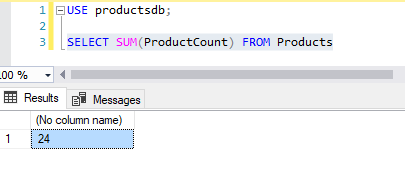 1 USE productsdb;
2
3 SELECT SUM(ProductCount) FROM Products
.00 %
Results Messages
(No column name)
1 24